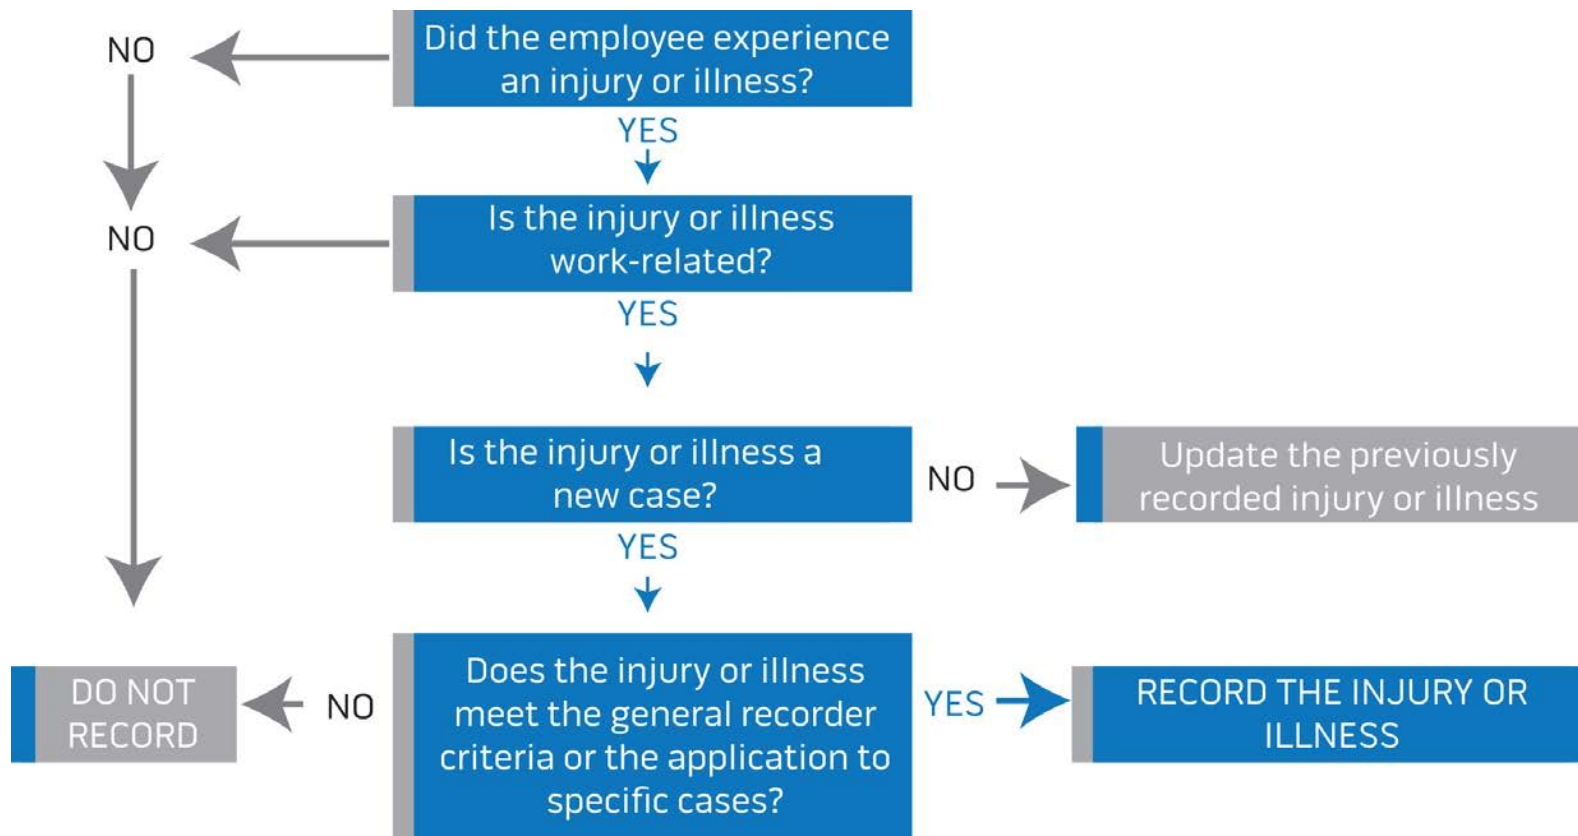 NO
Did the employee experience
an injury or illness?
YES
NO
Is the injury or illness
work-related?
YES
Is the injury or illness a
new case?
NO
Update the previously
recorded injury or illness
YES
DO NOT
RECORD
NO
Does the injury or illness
meet the general recorder
criteria or the application to
specific cases?
YES
RECORD THE INJURY OR
ILLNESS